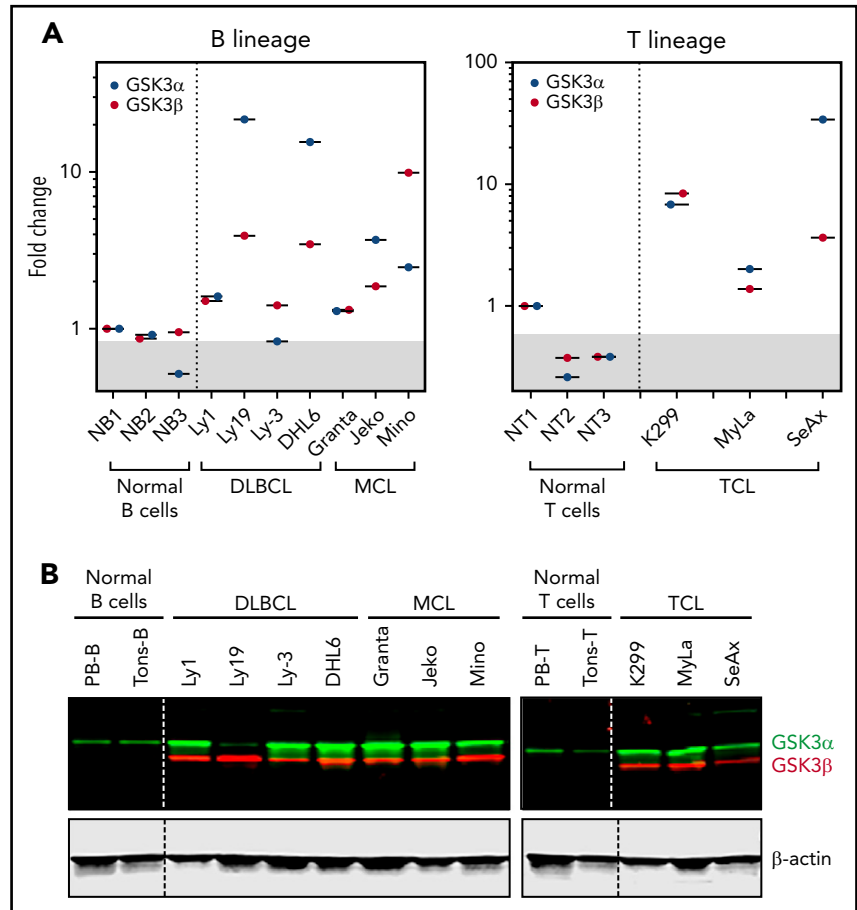 A
B lineage
GSK3α
GSK3β
Fold change
10
1
NB1 NB2 NB3 Ly1 Ly19 Ly-3 DHL6 Granta Jeko Mino
Normal
B cells
DLBCL
MCL
T lineage
GSK3α
GSK3β
100
10
1
NT1 NT2 NT3 K299 MyLa SeAx
Normal
T cells
TCL
B
Normal
B cells
DLBCL
MCL
PB-B Tons-B Ly1 Ly19 Ly-3 DHL6 Granta Jeko Mino
Normal
T cells
TCL
PB-T Tons-T K299 MyLa SeAx
GSK3α
GSK3β
β-actin